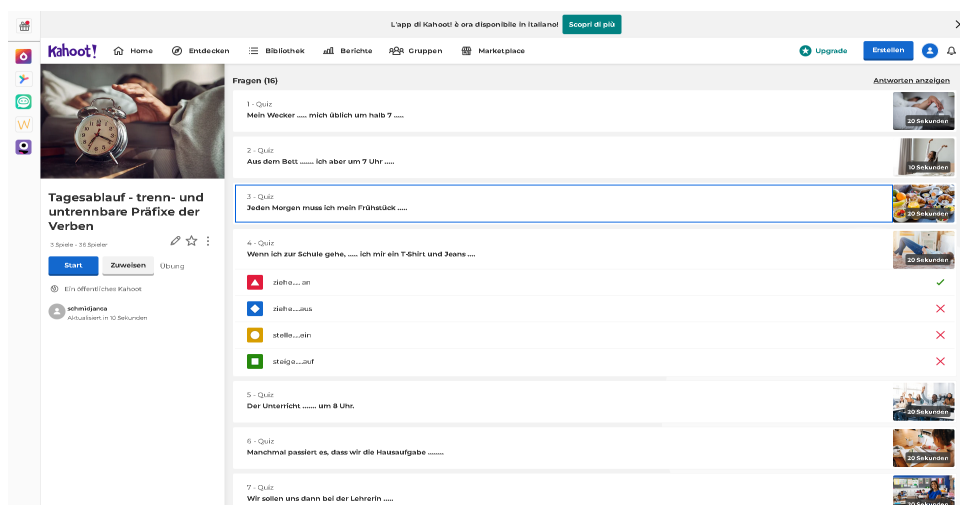 L'app di Kahoot! è ora disponibile in italiano! Scopri di più
Kahoot! Home Entdecken Bibliothek Berichte Gruppen Marketplace Upgrade Erstellen
Tagesablauf - trenn- und
untrennbare Präfixe der
Verben
3 Spiele · 36 Spieler
Start Zuweisen Übung
Ein öffentliches Kahoot
schmidjanca
Aktualisiert in 10 Sekunden
Fragen (16) Antworten anzeigen
1 - Quiz
Mein Wecker ..... mich üblich um halb 7 .....
20 Sekunden
2 - Quiz
Aus dem Bett ....... ich aber um 7 Uhr .....
10 Sekunden
3 - Quiz
Jeden Morgen muss ich mein Frühstück .....
20 Sekunden
4 - Quiz
Wenn ich zur Schule gehe, ..... ich mir ein T-Shirt und Jeans ....
20 Sekunden
ziehe.... an
ziehe....aus
stelle....ein
steige....auf
5 - Quiz
Der Unterricht ....... um 8 Uhr.
20 Sekunden
6 - Quiz
Manchmal passiert es, dass wir die Hausaufgabe ........
20 Sekunden
7 - Quiz
Wir sollen uns dann bei der Lehrerin .....
20 Sekunden